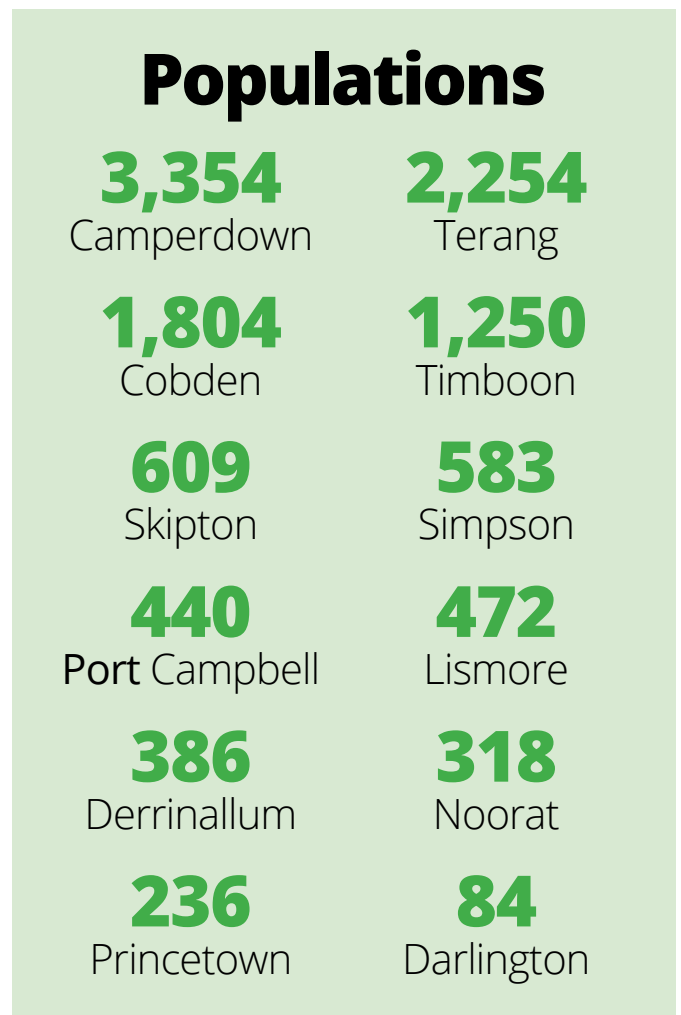 Populations
3,354 2,254
Camperdown Terang
1,804 1,250
Cobden Timboon
609 583
Skipton Simpson
440 472
Port Campbell Lismore
386 318
Derrinallum Noorat
236 84
Princetown Darlington